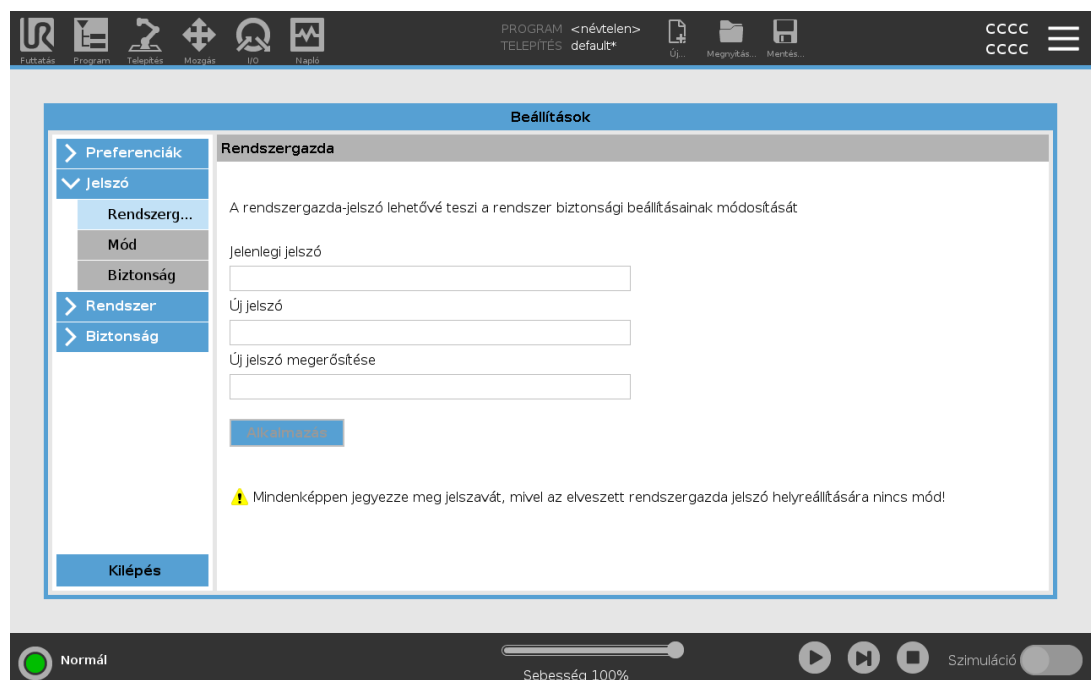 UR
Futtatás Program Telepítés Mozgás I/O Napló
PROGRAM <névtelen>
TELEPÍTÉS default*
Új... Megnyitás... Mentés...
cccc
cccc
Beállítások
Preferenciák
Jelszó
Rendszerg...
Mód
Biztonság
Rendszer
Biztonság
Kilépés
Rendszergazda
A rendszergazda-jelszó lehetővé teszi a rendszer biztonsági beállításainak módosítását
Jelenlegi jelszó
Új jelszó
Új jelszó megerősítése
Alkalmazás
Mindenképpen jegyezze meg jelszavát, mivel az elveszett rendszergazda jelszó helyreállítására nincs mód!
Normál
Sebesség 100%
Szimuláció